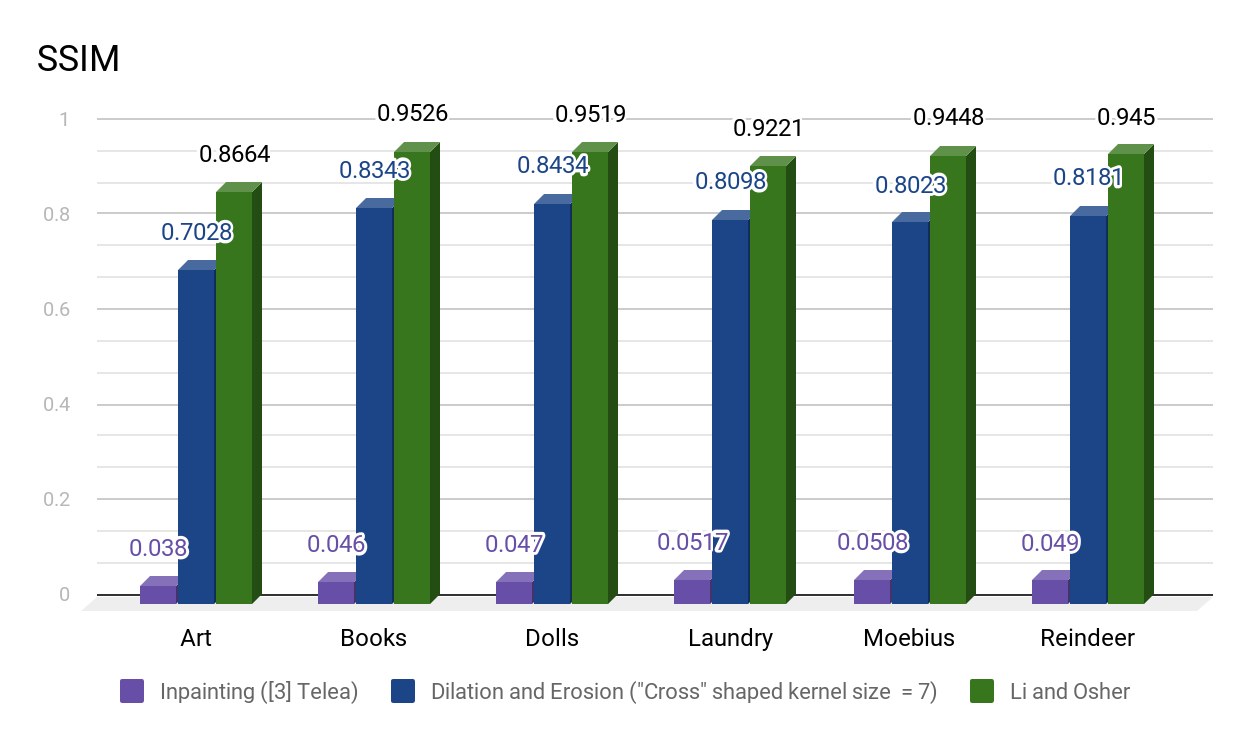 SSIM
1
0.8
0.6
0.4
0.2
0
0.038
0.7028
0.8664
0.046
0.8343
0.9526
0.047
0.8434
0.9519
0.0517
0.8098
0.9221
0.0508
0.8023
0.9448
0.049
0.8181
0.945
Art
Books
Dolls
Laundry
Moebius
Reindeer
Inpainting ([3] Telea)
Dilation and Erosion ("Cross" shaped kernel size = 7)
Li and Osher